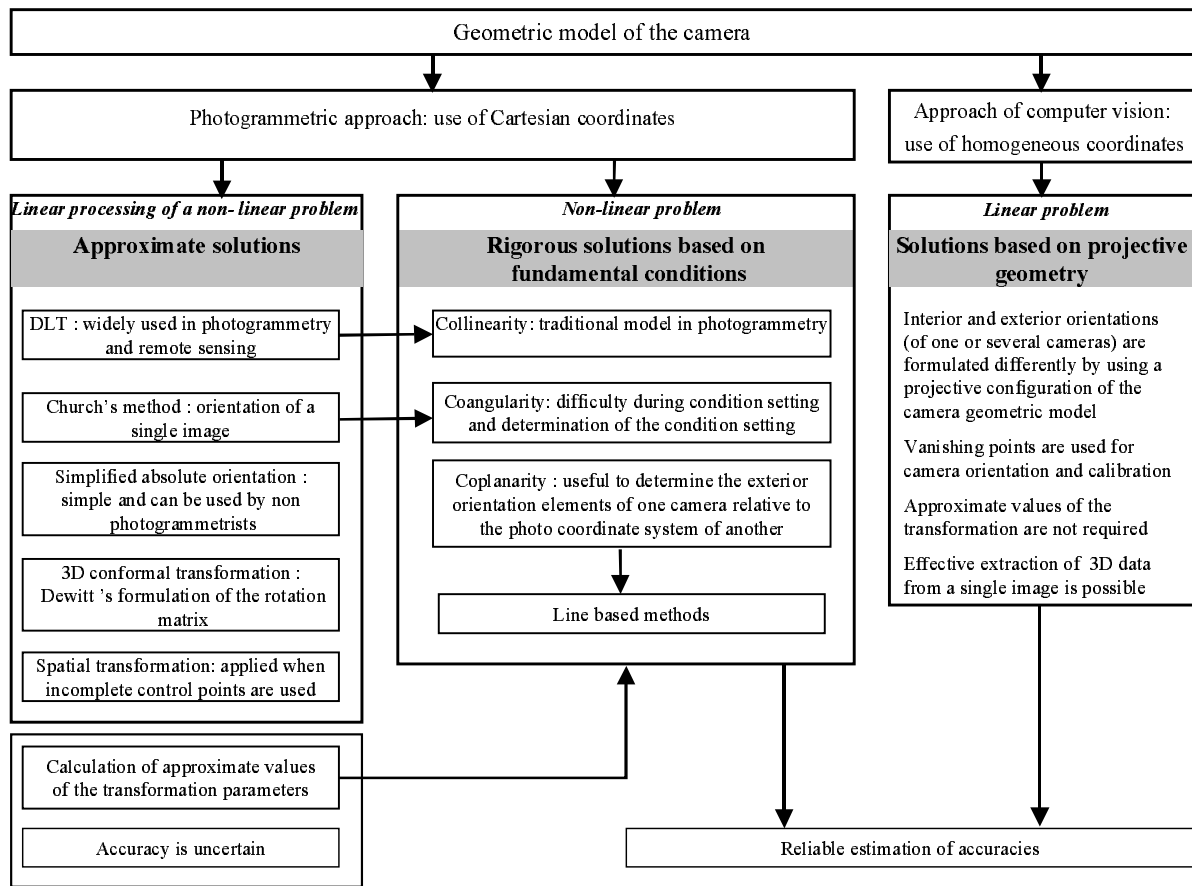 Geometric model of the camera
Photogrammetric approach: use of Cartesian coordinates
Approach of computer vision:
use of homogeneous coordinates
Linear processing of a non- linear problem
Approximate solutions
DLT : widely used in photogrammetry
and remote sensing
Church's method : orientation of a
single image
Simplified absolute orientation :
simple and can be used by non
photogrammetrists
3D conformal transformation :
Dewitt 's formulation of the rotation
matrix
Spatial transformation: applied when
incomplete control points are used
Calculation of approximate values
of the transformation parameters
Accuracy is uncertain
Non-linear problem
Rigorous solutions based on
fundamental conditions
Collinearity: traditional model in photogrammetry
Coangularity: difficulty during condition setting
and determination of the condition setting
Coplanarity : useful to determine the exterior
orientation elements of one camera relative to
the photo coordinate system of another
Line based methods
Linear problem
Solutions based on projective
geometry
Interior and exterior orientations
(of one or several cameras) are
formulated differently by using a
projective configuration of the
camera geometric model
Vanishing points are used for
camera orientation and calibration
Approximate values of the
transformation are not required
Effective extraction of 3D data
from a single image is possible
Reliable estimation of accuracies